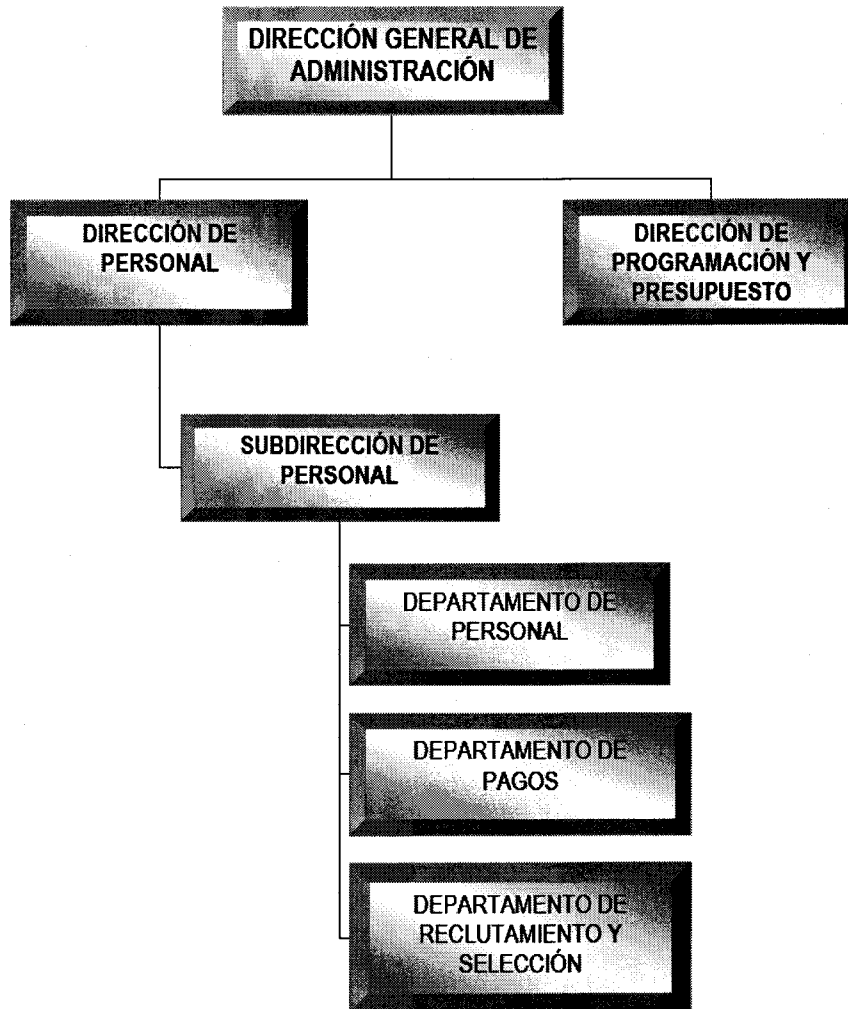 DIRECCIÓN GENERAL DE
ADMINISTRACIÓN
DIRECCIÓN DE
PERSONAL
DIRECCIÓN DE
PROGRAMACIÓN Y
PRESUPUESTO
SUBDIRECCIÓN DE
PERSONAL
DEPARTAMENTO DE
PERSONAL
DEPARTAMENTO DE
PAGOS
DEPARTAMENTO DE
RECLUTAMIENTO Y
SELECCIÓN